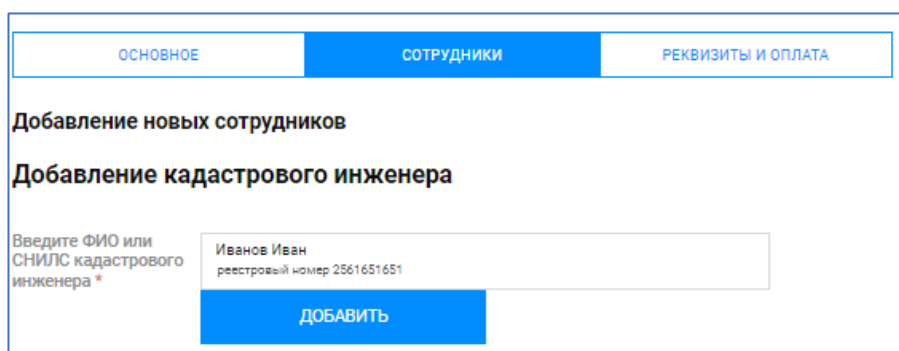 ОСНОВНОЕ СОТРУДНИКИ РЕКВИЗИТЫ И ОПЛАТА
Добавление новых сотрудников
Добавление кадастрового инженера
Введите ФИО или
СНИЛС кадастрового
инженера *
Иванов Иван
реестровый номер 2561651651
ДОБАВИТЬ